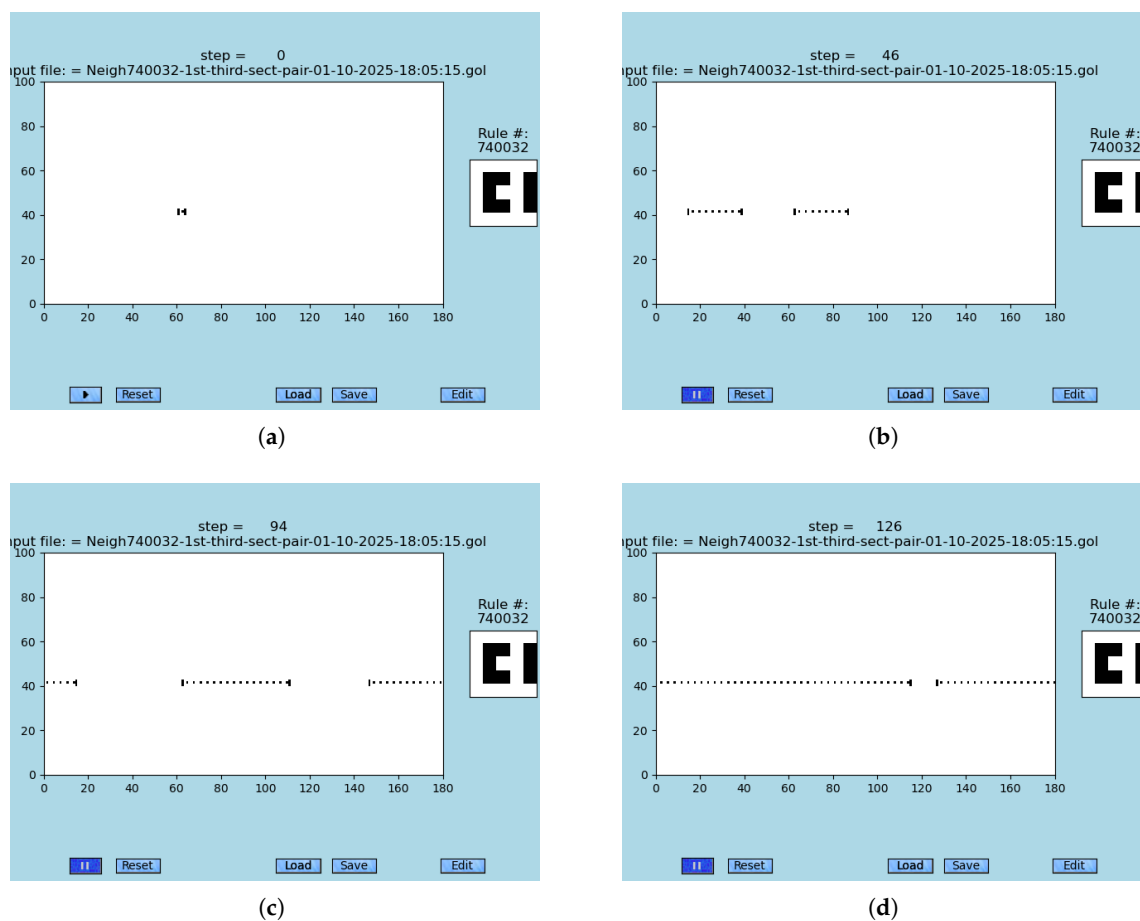 step = 0
nput file: = Neigh740032-1st-third-sect-pair-01-10-2025-18:05:15.gol
100
80
60
40
20
0
0 20 40 60 80 100 120 140 160 180
Rule #:
740032
Reset Load Save Edit
(a)
step = 46
nput file: = Neigh740032-1st-third-sect-pair-01-10-2025-18:05:15.gol
100
80
60
40
20
0
0 20 40 60 80 100 120 140 160 180
Rule #:
740032
Reset Load Save Edit
(b)
step = 94
nput file: = Neigh740032-1st-third-sect-pair-01-10-2025-18:05:15.gol
100
80
60
40
20
0
0 20 40 60 80 100 120 140 160 180
Rule #:
740032
Reset Load Save Edit
(c)
step = 126
nput file: = Neigh740032-1st-third-sect-pair-01-10-2025-18:05:15.gol
100
80
60
40
20
0
0 20 40 60 80 100 120 140 160 180
Rule #:
740032
Reset Load Save Edit
(d)